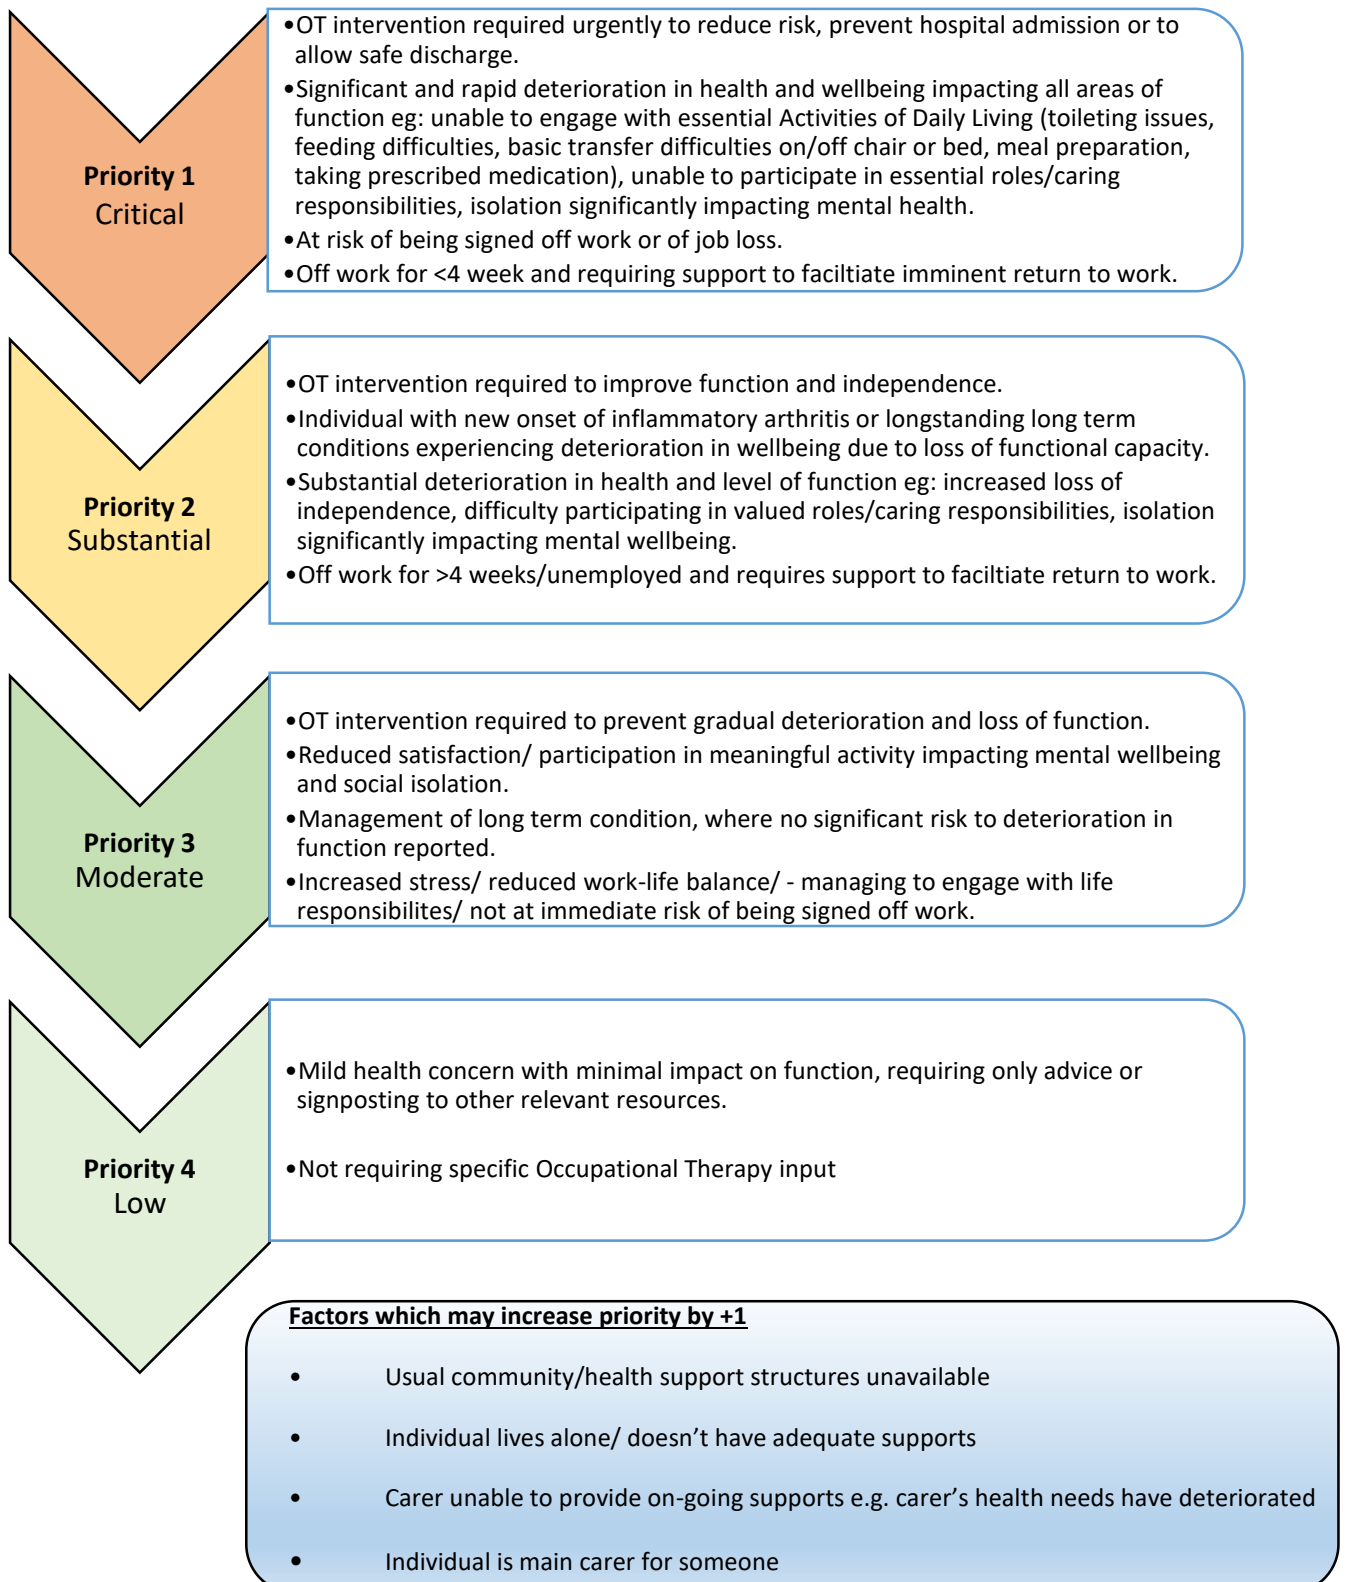 •OT intervention required urgently to reduce risk, prevent hospital admission or to
allow safe discharge.
•Significant and rapid deterioration in health and wellbeing impacting all areas of
function eg: unable to engage with essential Activities of Daily Living (toileting issues,
feeding difficulties, basic transfer difficulties on/off chair or bed, meal preparation,
taking prescribed medication), unable to participate in essential roles/caring
responsibilities, isolation significantly impacting mental health.
•At risk of being signed off work or of job loss.
•Off work for <4 week and requiring support to faciltiate imminent return to work.
Priority 1
Critical
•OT intervention required to improve function and independence.
•Individual with new onset of inflammatory arthritis or longstanding long term
conditions experiencing deterioration in wellbeing due to loss of functional capacity.
•Substantial deterioration in health and level of function eg: increased loss of
independence, difficulty participating in valued roles/caring responsibilities, isolation
significantly impacting mental wellbeing.
•Off work for >4 weeks/unemployed and requires support to faciltiate return to work.
Priority 2
Substantial
•OT intervention required to prevent gradual deterioration and loss of function.
•Reduced satisfaction/ participation in meaningful activity impacting mental wellbeing
and social isolation.
•Management of long term condition, where no significant risk to deterioration in
function reported.
•Increased stress/ reduced work-life balance/ - managing to engage with life
responsibilites/ not at immediate risk of being signed off work.
Priority 3
Moderate
•Mild health concern with minimal impact on function, requiring only advice or
signposting to other relevant resources.
•Not requiring specific Occupational Therapy input
Priority 4
Low
Factors which may increase priority by +1
• Usual community/health support structures unavailable
• Individual lives alone/ doesn’t have adequate supports
• Carer unable to provide on-going supports e.g. carer’s health needs have deteriorated
• Individual is main carer for someone